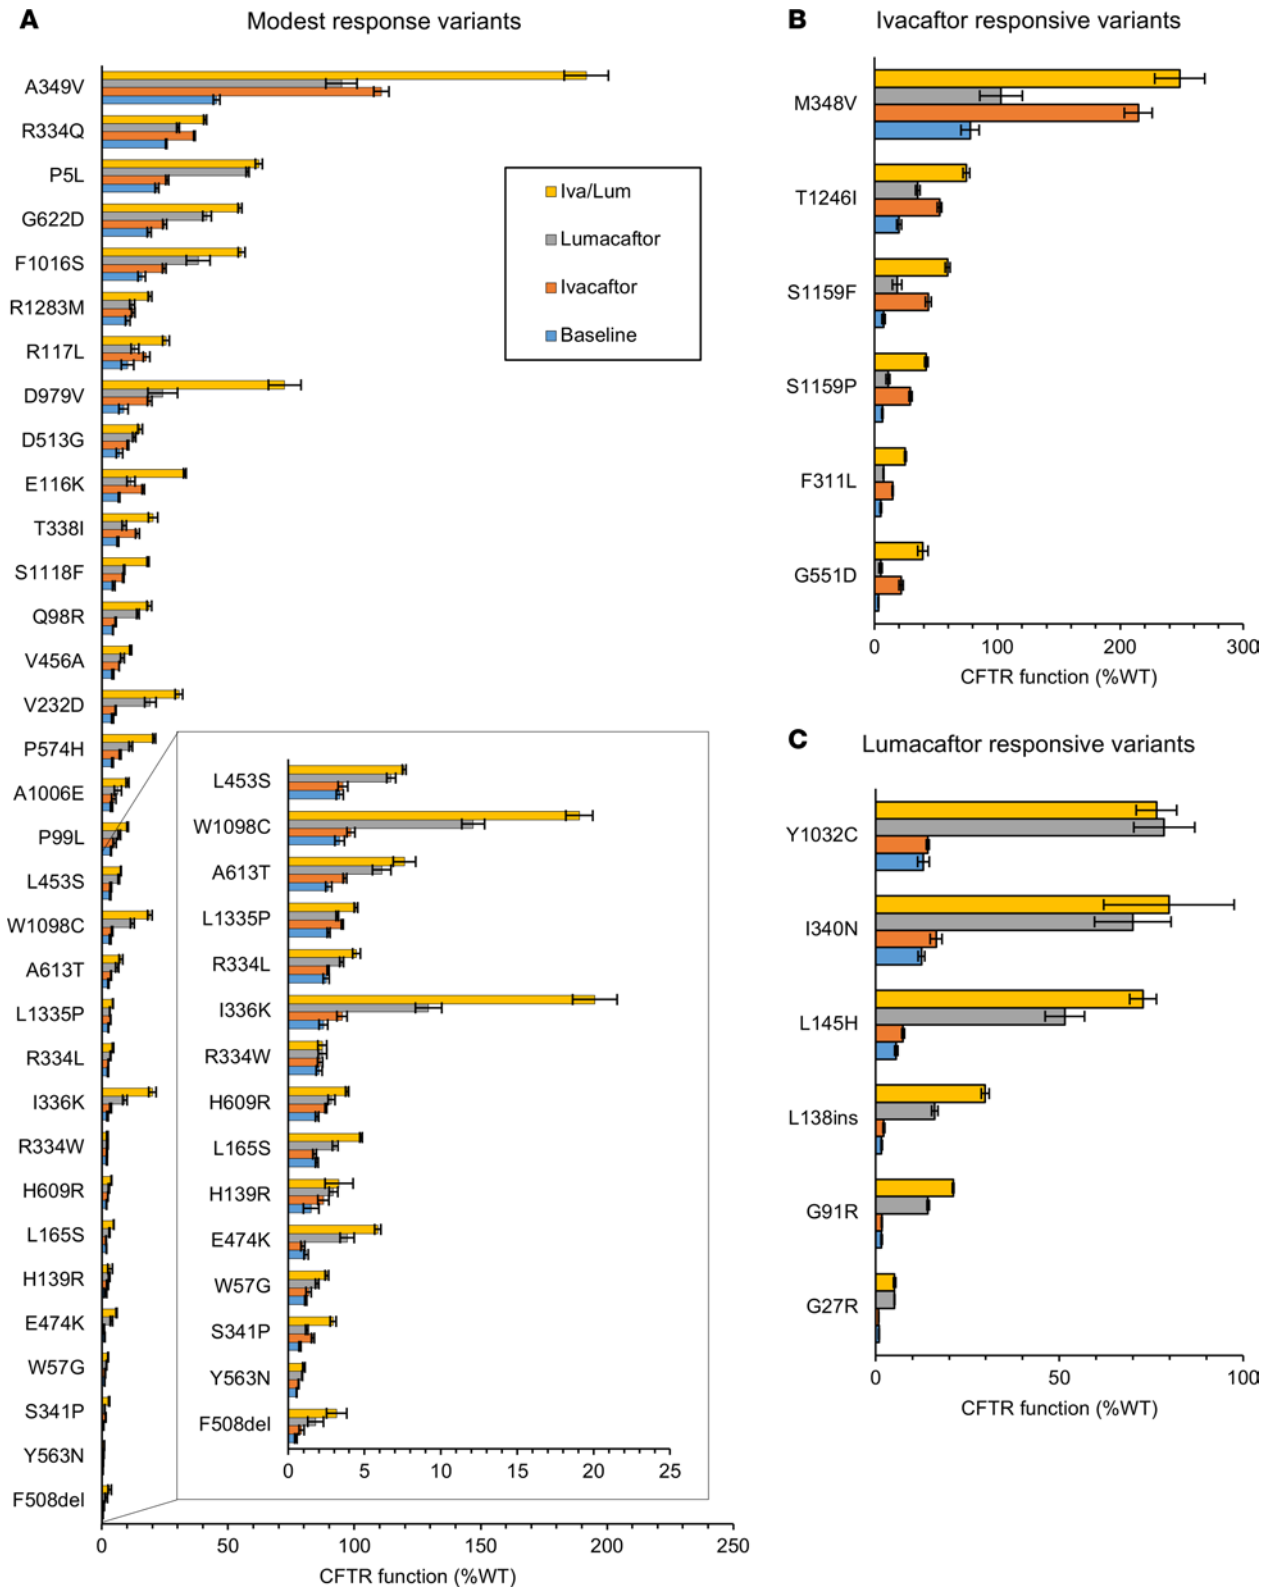 A
Modest response variants
A349V
R334Q
P5L
G622D
F1016S
R1283M
R117L
D979V
D513G
E116K
T338I
S1118F
Q98R
V456A
V232D
P574H
A1006E
P99L
L453S
W1098C
A613T
L1335P
R334L
I336K
R334W
H609R
L165S
H139R
E474K
W57G
S341P
Y563N
F508del
0 50 100 150 200 250
CFTR function (%WT)
Iva/Lum
Lumacaftor
Ivacaftor
Baseline
L453S
W1098C
A613T
L1335P
R334L
I336K
R334W
H609R
L165S
H139R
E474K
W57G
S341P
Y563N
F508del
0 5 10 15 20 25
B
Ivacaftor responsive variants
M348V
T1246I
S1159F
S1159P
F311L
G551D
0 100 200 300
CFTR function (%WT)
C
Lumacaftor responsive variants
Y1032C
I340N
L145H
L138ins
G91R
G27R
0 50 100
CFTR function (%WT)